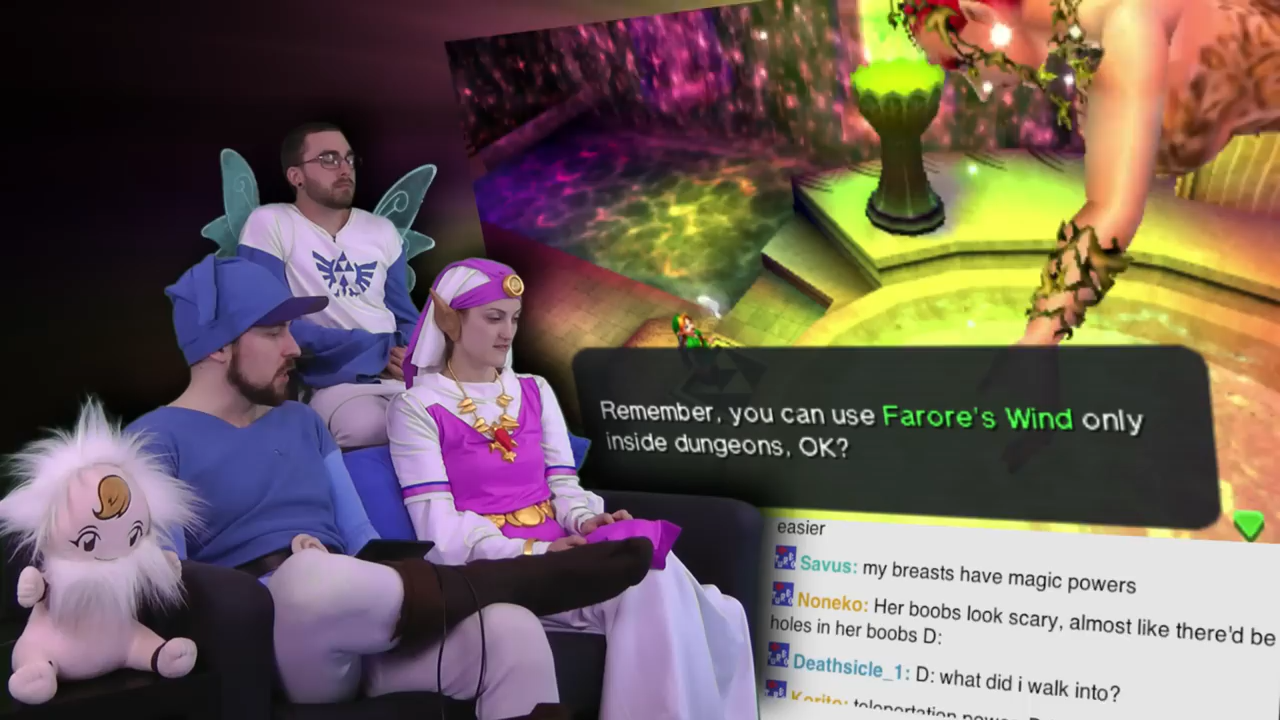 Remember, you can use Farore's Wind only
inside dungeons, OK?
easier
Savus: my breasts have magic powers
Noneko: Her boobs look scary, almost like there'd be
holes in her boobs D:
Deathsicle_1: D: what did i walk into?